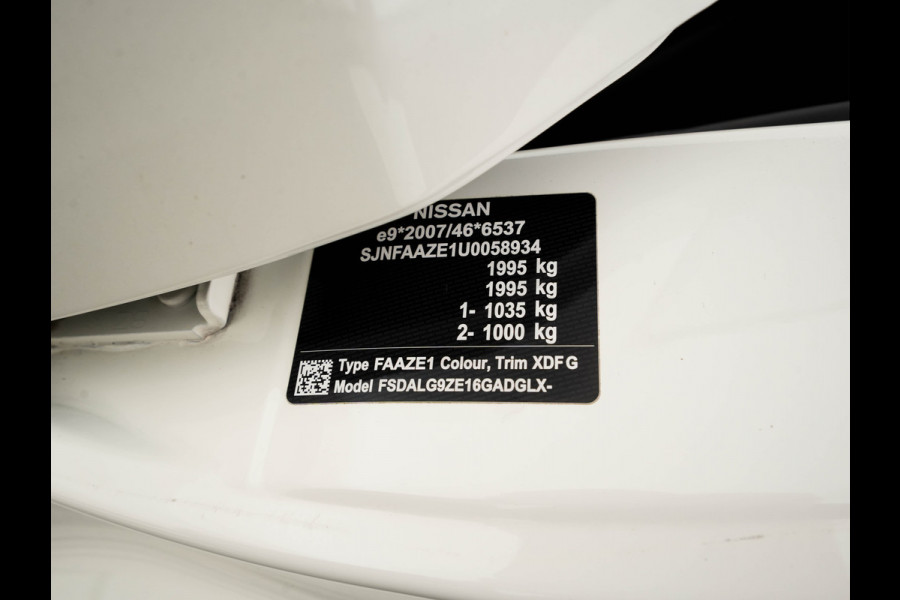 NISSAN
e9*2007/46*6537
SJNFAAZE1U0058934
1995 kg
1995 kg
1- 1035 kg
2- 1000 kg
Type FAAZE1 Colour, Trim XDF G
Model FSDALG9ZE16GADGLX-